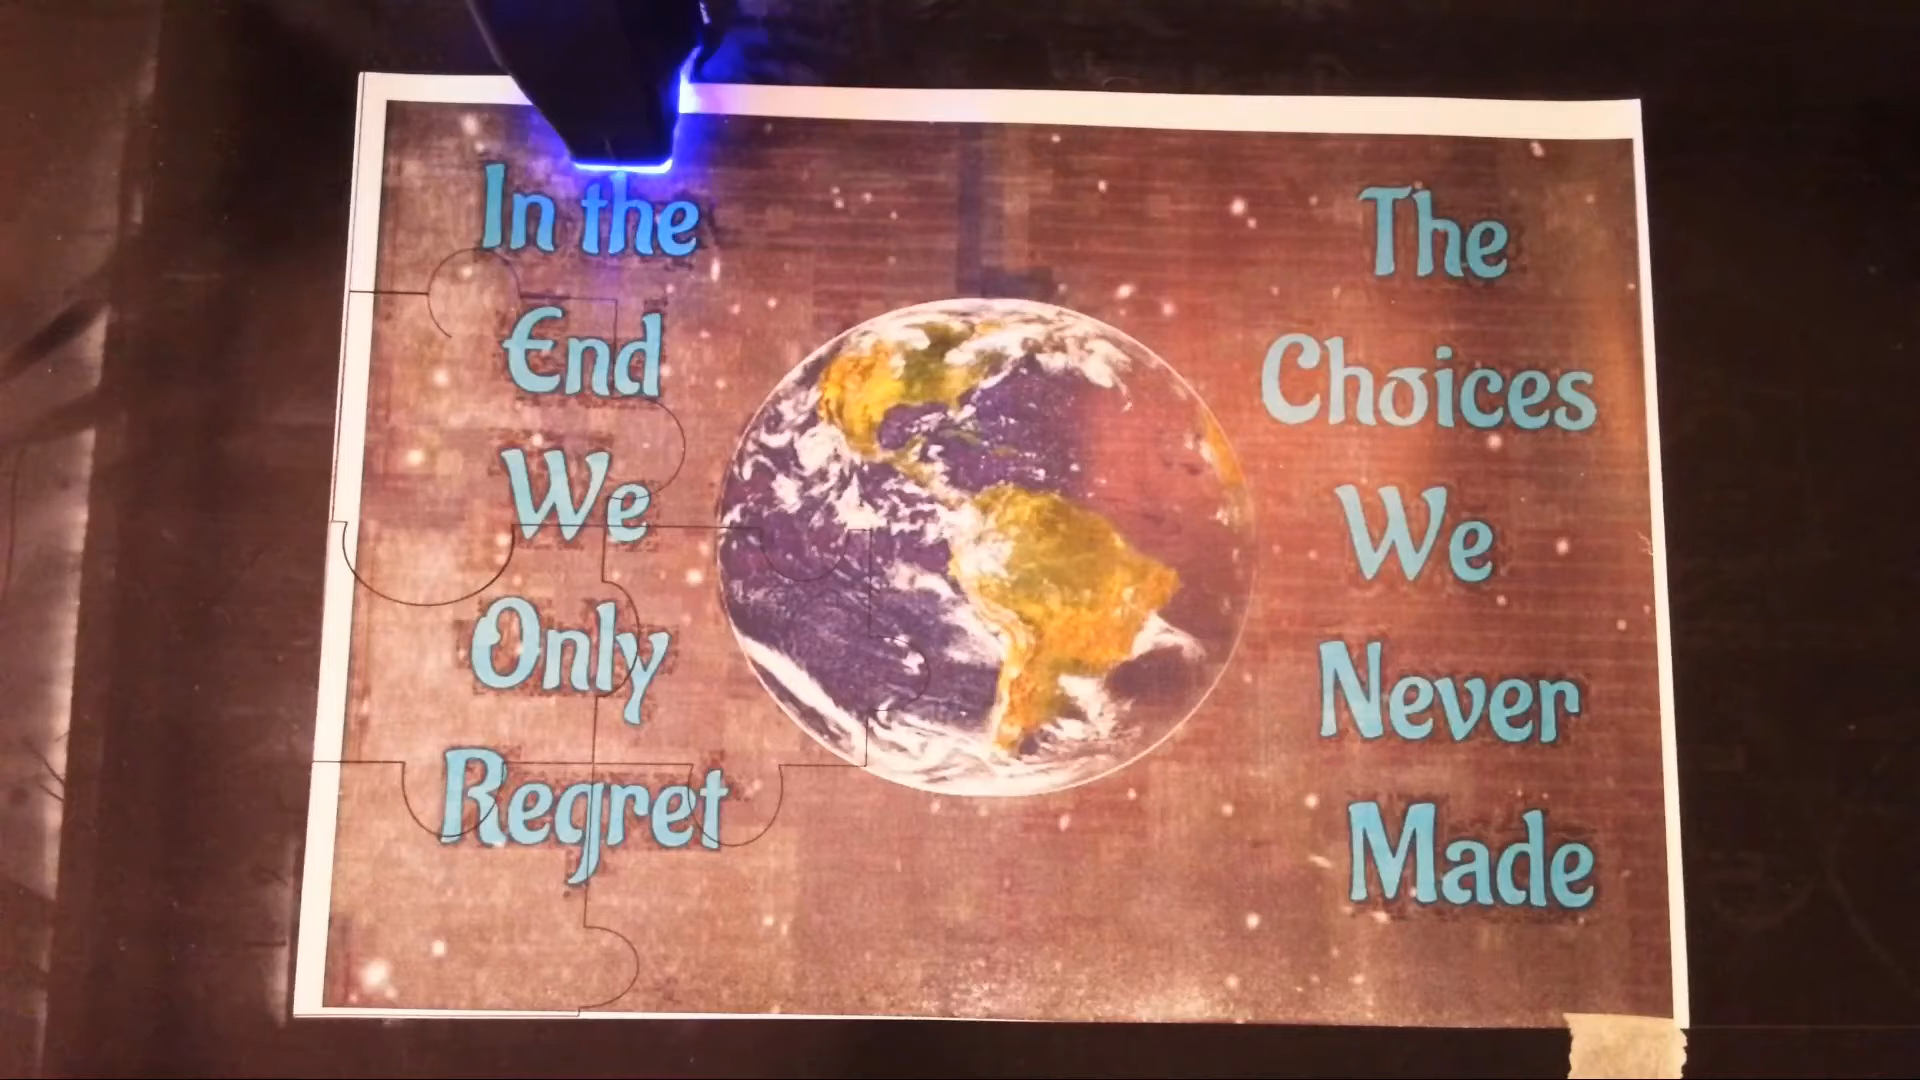 In the
End
We
Only
Regret
The
Choices
We
Never
Made